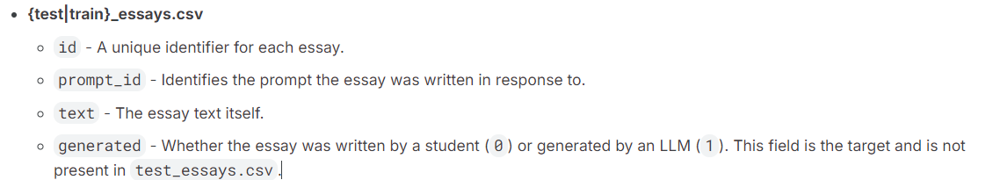 {test|train}_essays.csv
id - A unique identifier for each essay.
prompt_id - Identifies the prompt the essay was written in response to.
text - The essay text itself.
generated - Whether the essay was written by a student (0) or generated by an LLM (1). This field is the target and is not
present in test_essays.csv.